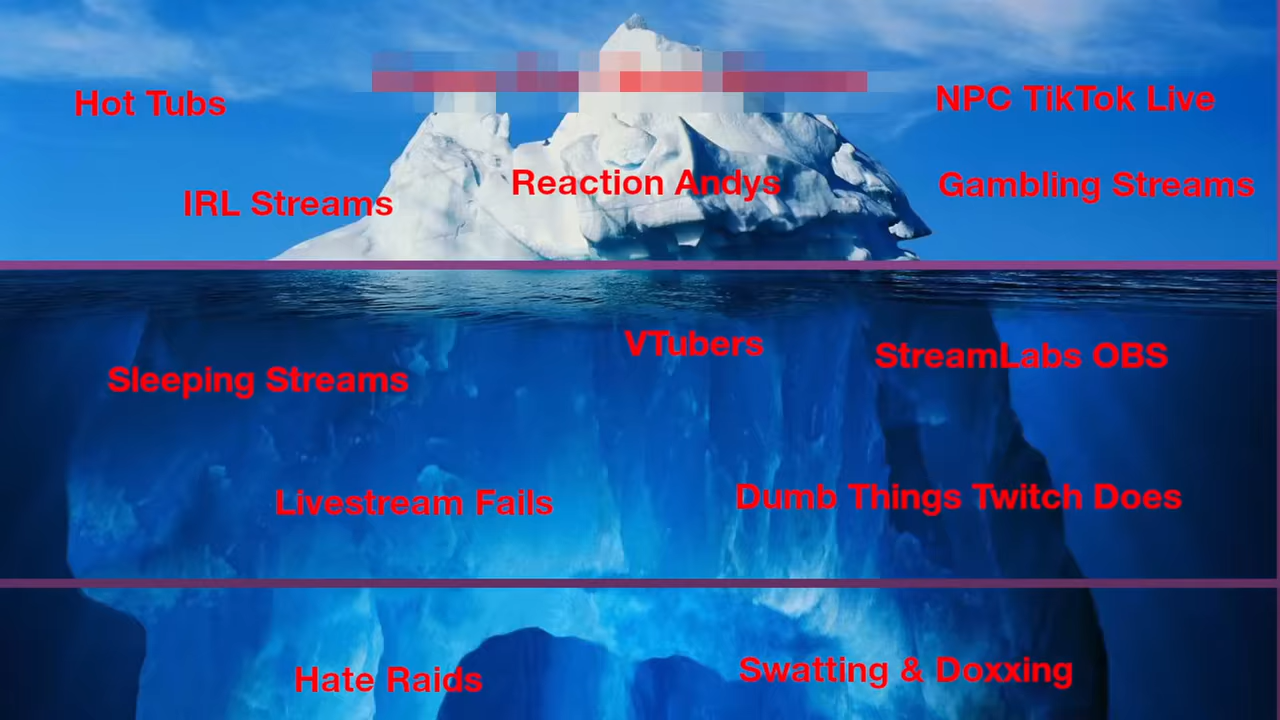 Hot Tubs
NPC TikTok Live
IRL Streams
Reaction Andys
Gambling Streams
VTubers
StreamLabs OBS
Sleeping Streams
Livestream Fails
Dumb Things Twitch Does
Hate Raids
Swatting & Doxxing